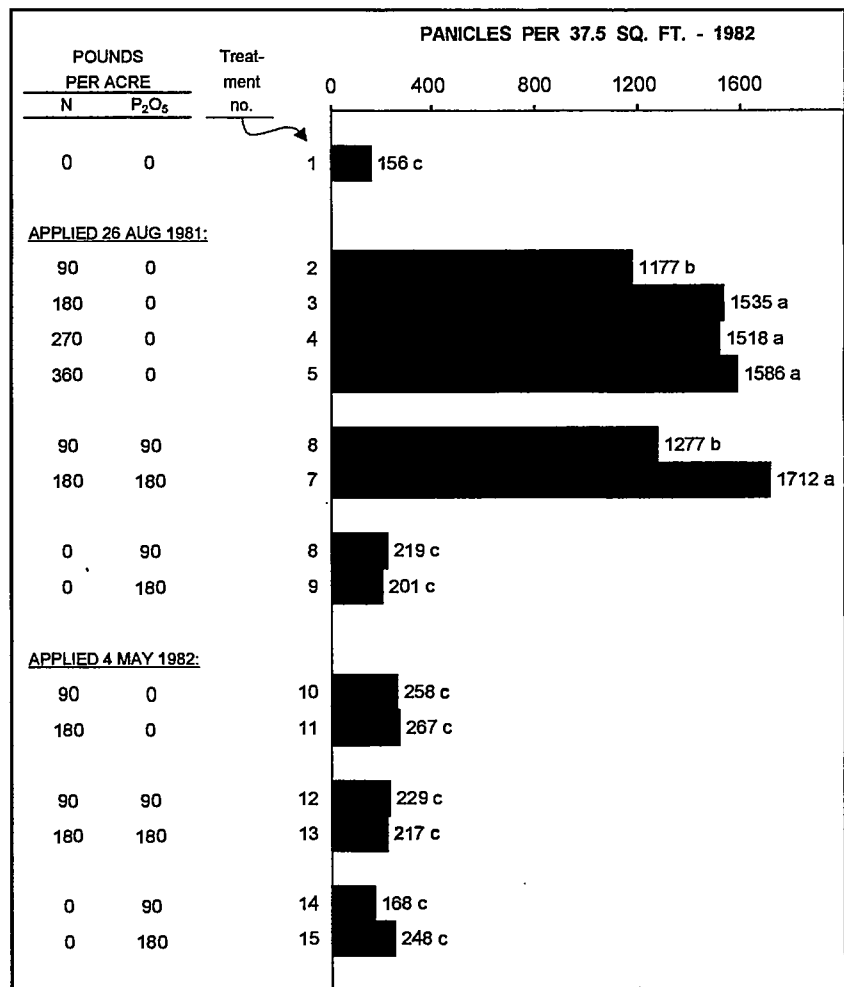 PANICLES PER 37.5 SQ. FT. - 1982
POUNDS PER ACRE
Treat-
ment
no.
N P₂O₅
0 400 800 1200 1600
0 0 1 156 c
APPLIED 26 AUG 1981:
90 0 2 1177 b
180 0 3 1535 a
270 0 4 1518 a
360 0 5 1586 a
90 90 8 1277 b
180 180 7 1712 a
0 90 8 219 c
0 180 9 201 c
APPLIED 4 MAY 1982:
90 0 10 258 c
180 0 11 267 c
90 90 12 229 c
180 180 13 217 c
0 90 14 168 c
0 180 15 248 c